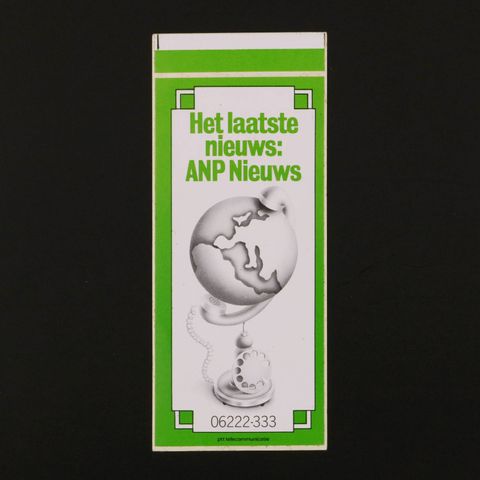 Het laatste
nieuws:
ANP Nieuws
06222-333
ptt telecommunicatie